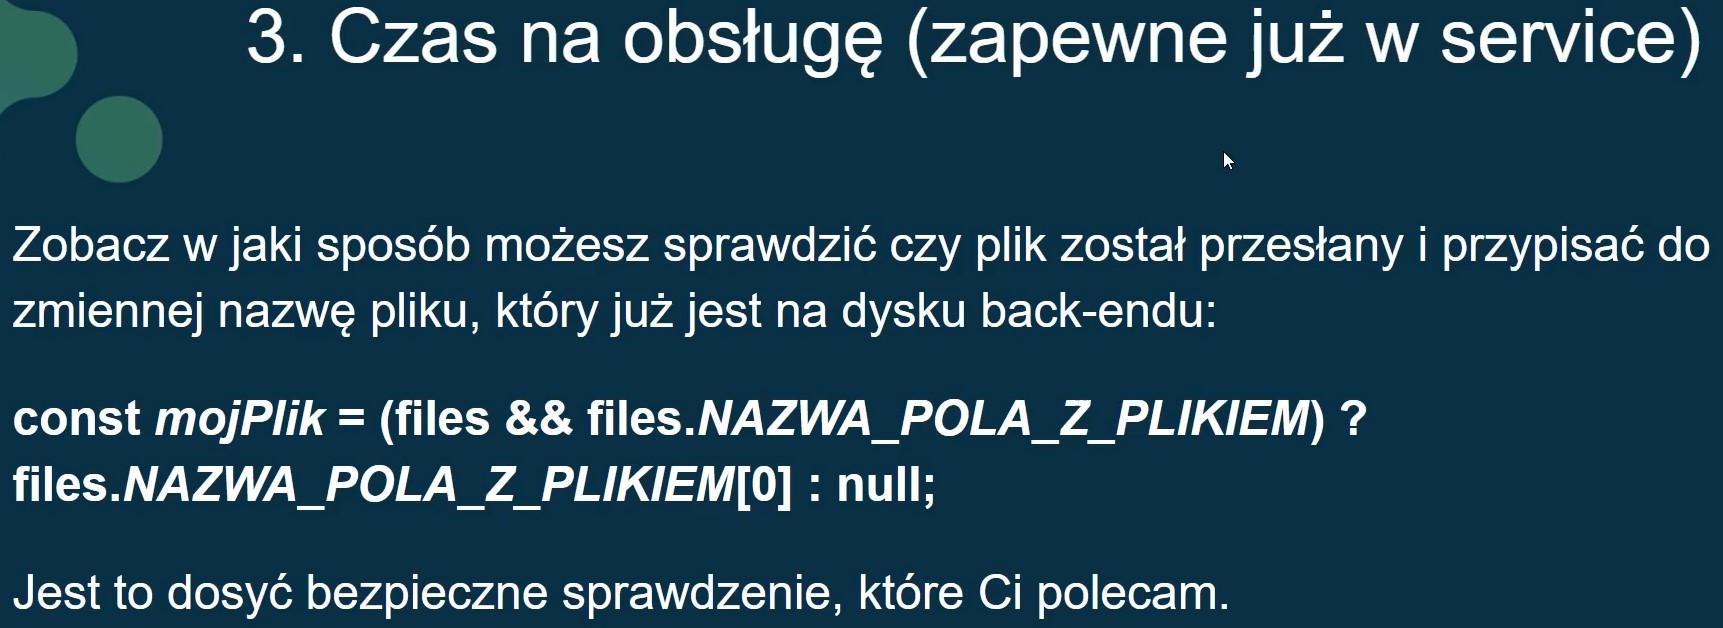 3. Czas na obsługę (zapewne już w service)
Zobacz w jaki sposób możesz sprawdzić czy plik został przesłany i przypisać do
zmiennej nazwę pliku, który już jest na dysku back-endu:
const mojPlik = (files && files.NAZWA_POLA_Z_PLIKIEM) ?
files.NAZWA_POLA_Z_PLIKIEM[0] : null;
Jest to dosyć bezpieczne sprawdzenie, które Ci polecam.